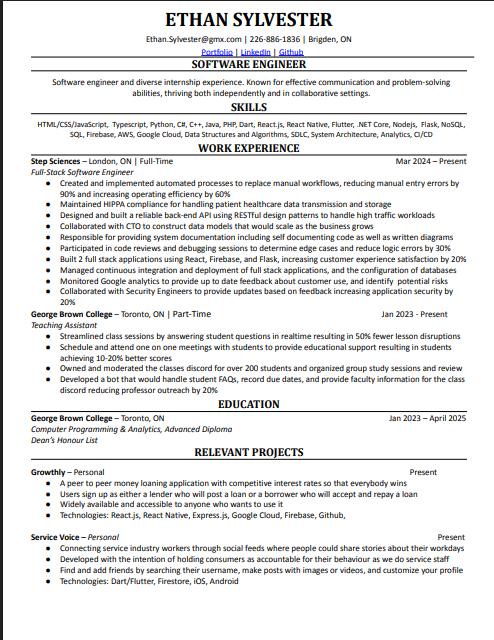 ETHAN SYLVESTER
Ethan.Sylvester@gmx.com | 226-886-1836 | Brigden, ON
Portfolio | LinkedIn | Github
SOFTWARE ENGINEER
Software engineer and diverse internship experience. Known for effective communication and problem-solving
abilities, thriving both independently and in collaborative settings.
SKILLS
HTML/CSS/JavaScript, Typescript, Python, C#, C++, Java, PHP, Dart, React.js, React Native, Flutter, .NET Core, Nodejs, Flask, NoSQL,
SQL, Firebase, AWS, Google Cloud, Data Structures and Algorithms, SDLC, System Architecture, Analytics, CI/CD
WORK EXPERIENCE
Step Sciences – London, ON | Full-Time Mar 2024 – Present
Full-Stack Software Engineer
● Created and implemented automated processes to replace manual workflows, reducing manual entry errors by
90% and increasing operating efficiency by 60%
● Maintained HIPPA compliance for handling patient healthcare data transmission and storage
● Designed and built a reliable back-end API using RESTful design patterns to handle high traffic workloads
● Collaborated with CTO to construct data models that would scale as the business grows
● Responsible for providing system documentation including self documenting code as well as written diagrams
● Participated in code reviews and debugging sessions to determine edge cases and reduce logic errors by 30%
● Built 2 full stack applications using React, Firebase, and Flask, increasing customer experience satisfaction by 20%
● Managed continuous integration and deployment of full stack applications, and the configuration of databases
● Monitored Google analytics to provide up to date feedback about customer use, and identify potential risks
● Collaborated with Security Engineers to provide updates based on feedback increasing application security by
20%
George Brown College – Toronto, ON | Part-Time Jan 2023 - Present
Teaching Assistant
● Streamlined class sessions by answering student questions in realtime resulting in 50% fewer lesson disruptions
● Schedule and attend one on one meetings with students to provide educational support resulting in students
achieving 10-20% better scores
● Owned and moderated the classes discord for over 200 students and organized group study sessions and review
● Developed a bot that would handle student FAQs, record due dates, and provide faculty information for the class
discord reducing professor outreach by 20%
EDUCATION
George Brown College – Toronto, ON Jan 2023 – April 2025
Computer Programming & Analytics, Advanced Diploma
Dean's Honour List
RELEVANT PROJECTS
Growthly – Personal Present
● A peer to peer money loaning application with competitive interest rates so that everybody wins
● Users sign up as either a lender who will post a loan or a borrower who will accept and repay a loan
● Widely available and accessible to anyone who wants to use it
● Technologies: React.js, React Native, Express.js, Google Cloud, Firebase, Github,
Service Voice – Personal Present
● Connecting service industry workers through social feeds where people could share stories about their workdays
● Developed with the intention of holding consumers as accountable for their behaviour as we do service staff
● Find and add friends by searching their username, make posts with images or videos, and customize your profile
● Technologies: Dart/Flutter, Firestore, iOS, Android